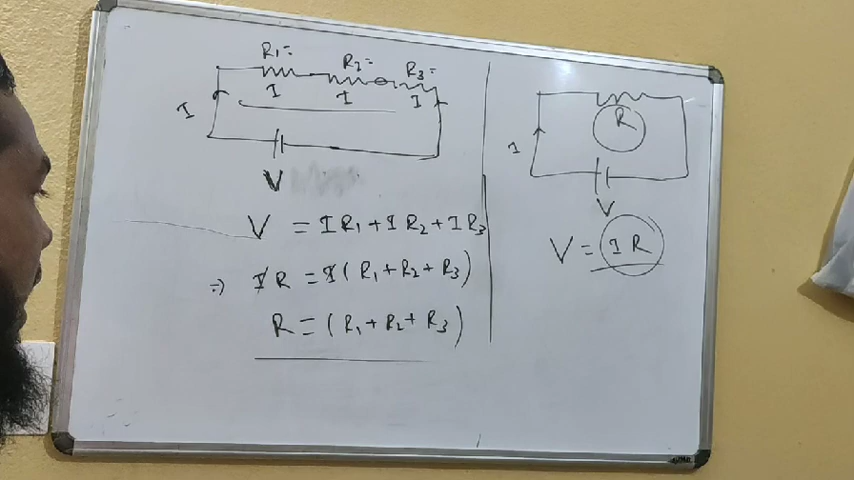 R₁=
R₂=
R₃=
I I I
I
V
V = IR₁ + IR₂ + IR₃
⇒ IR = I(R₁ + R₂ + R₃)
R = (R₁ + R₂ + R₃)
R
I
V
V = IR